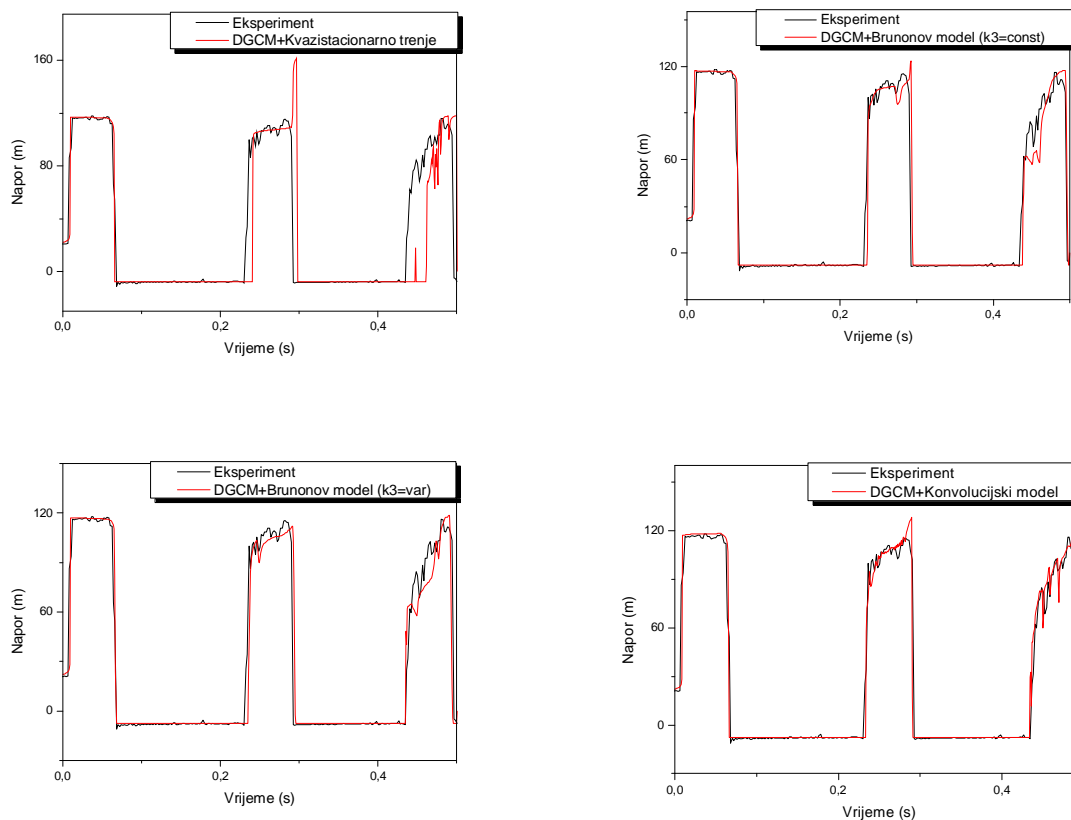 Eksperiment
DGCM+Kvazistacionarno trenje
160
80
0
Napor (m)
0,0
0,2
0,4
Vrijeme (s)
Eksperiment
DGCM+Brunonov model (k3=const)
120
60
0
Napor (m)
0,0
0,2
0,4
Vrijeme (s)
Eksperiment
DGCM+Brunonov model (k3=var)
120
60
0
Napor (m)
0,0
0,2
0,4
Vrijeme (s)
Eksperiment
DGCM+Konvolucijski model
120
60
0
Napor (m)
0,0
0,2
0,4
Vrijeme (s)